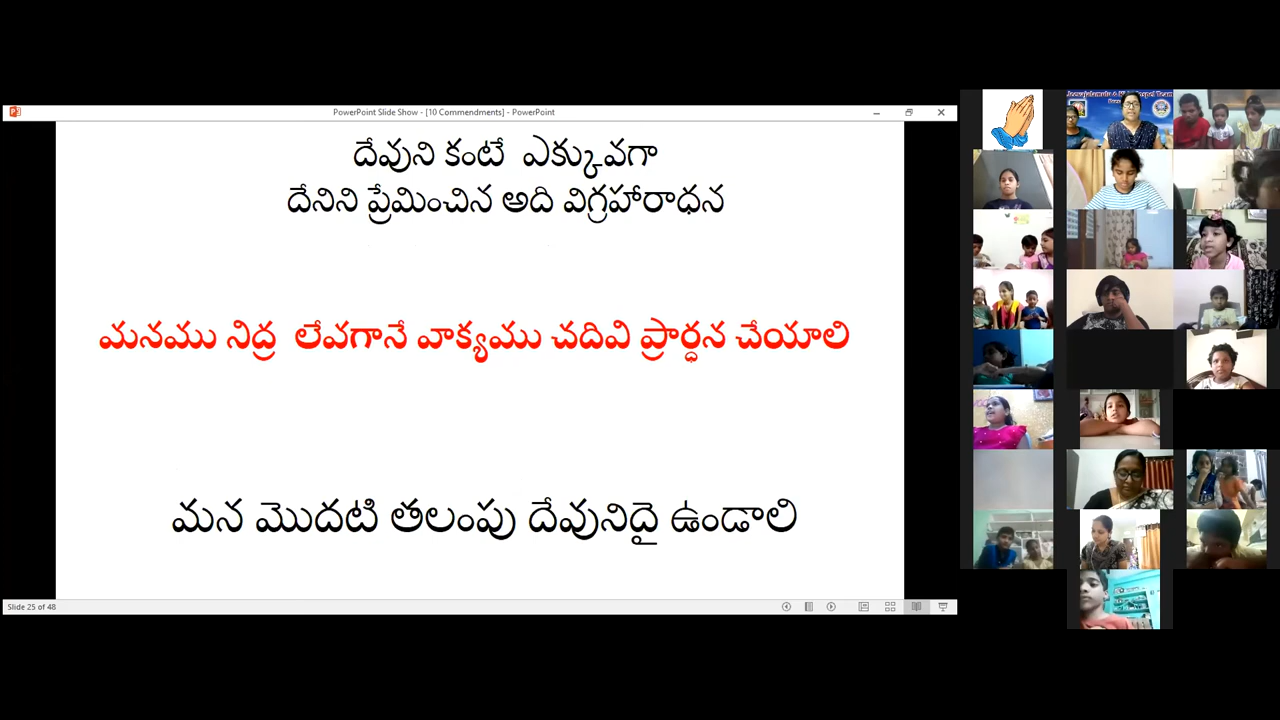 PowerPoint Slide Show - [10 Commendments] - PowerPoint
దేవుని కంటే ఎక్కువగా
దేనిని ప్రేమించిన అది విగ్రహారాధన
మనము నిద్ర లేవగానే వాక్యము చదివి ప్రార్ధన చేయాలి
మన మొదటి తలంపు దేవునిదై ఉండాలి
Slide 25 of 48